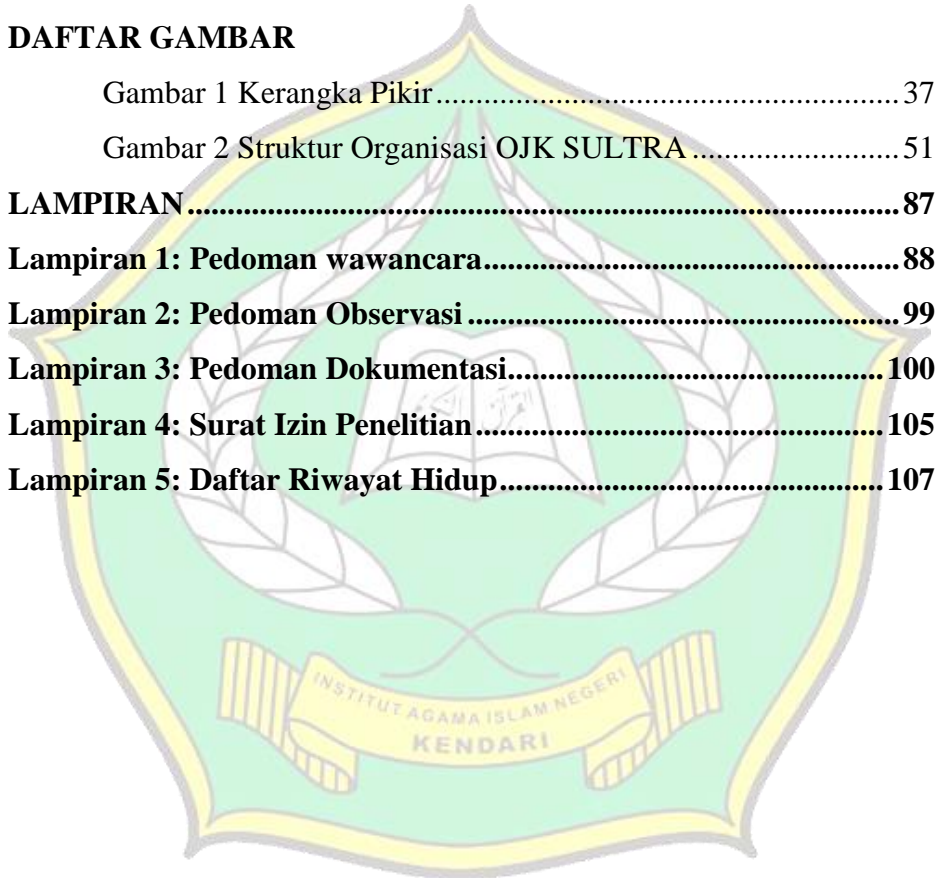 DAFTAR GAMBAR
Gambar 1 Kerangka Pikir............................................................37
Gambar 2 Struktur Organisasi OJK SULTRA...........................51
LAMPIRAN............................................................................................87
Lampiran 1: Pedoman wawancara......................................................88
Lampiran 2: Pedoman Observasi........................................................99
Lampiran 3: Pedoman Dokumentasi................................................100
Lampiran 4: Surat Izin Penelitian....................................................105
Lampiran 5: Daftar Riwayat Hidup.................................................107
INSTITUT AGAMA ISLAM NEGERI
KENDARI